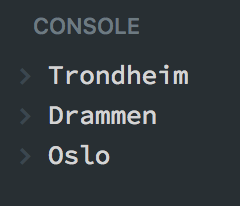 CONSOLE
> Trondheim
> Drammen
> Oslo